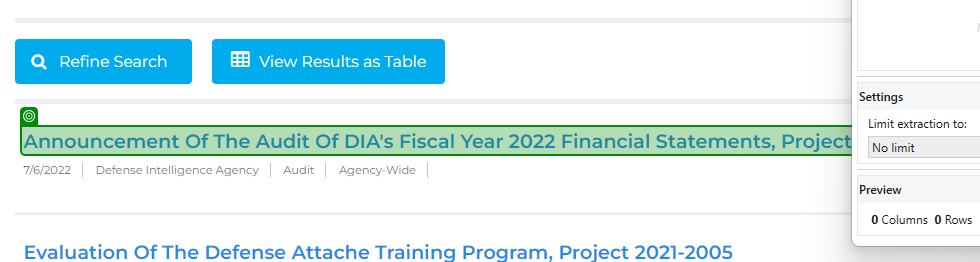 Refine Search
View Results as Table
Announcement Of The Audit Of DIA's Fiscal Year 2022 Financial Statements, Project
7/6/2022 Defense Intelligence Agency Audit Agency-Wide
Evaluation Of The Defense Attache Training Program, Project 2021-2005
Settings
Limit extraction to:
No limit
Preview
0 Columns 0 Rows